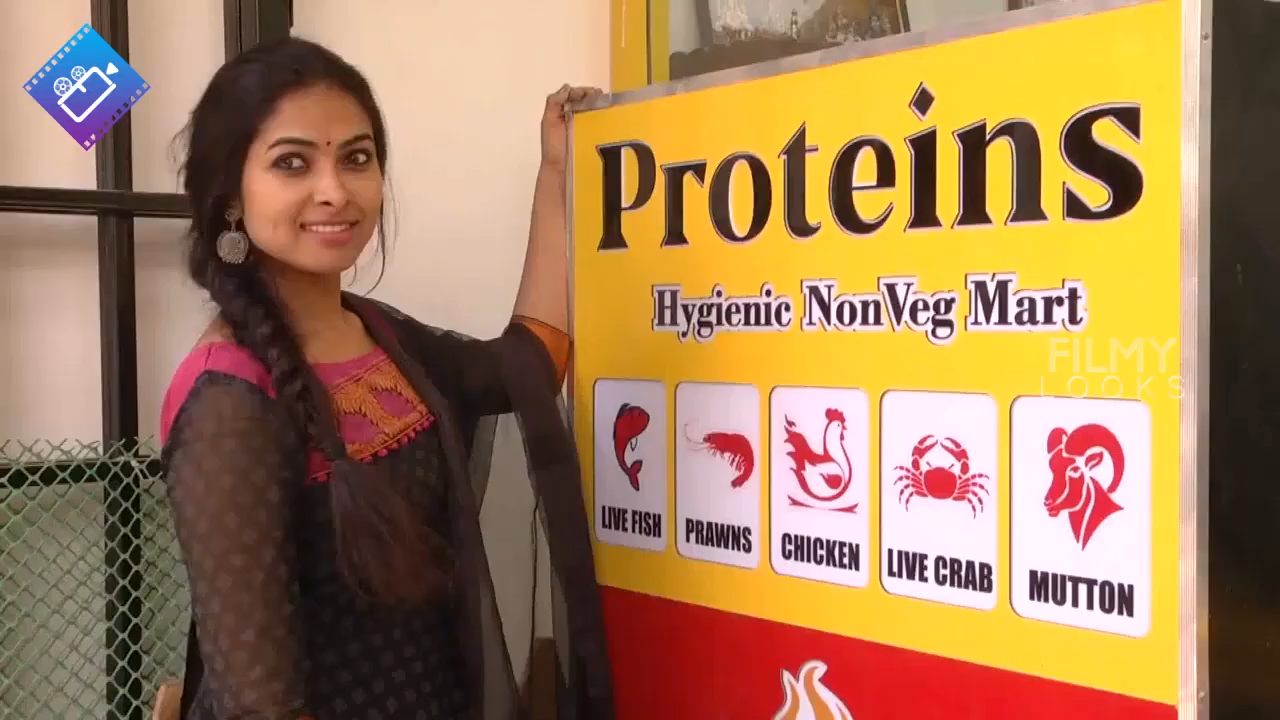 Proteins
Hygienic NonVeg Mart
FILMY
LOOKS
LIVE FISH
PRAWNS
CHICKEN
LIVE CRAB
MUTTON